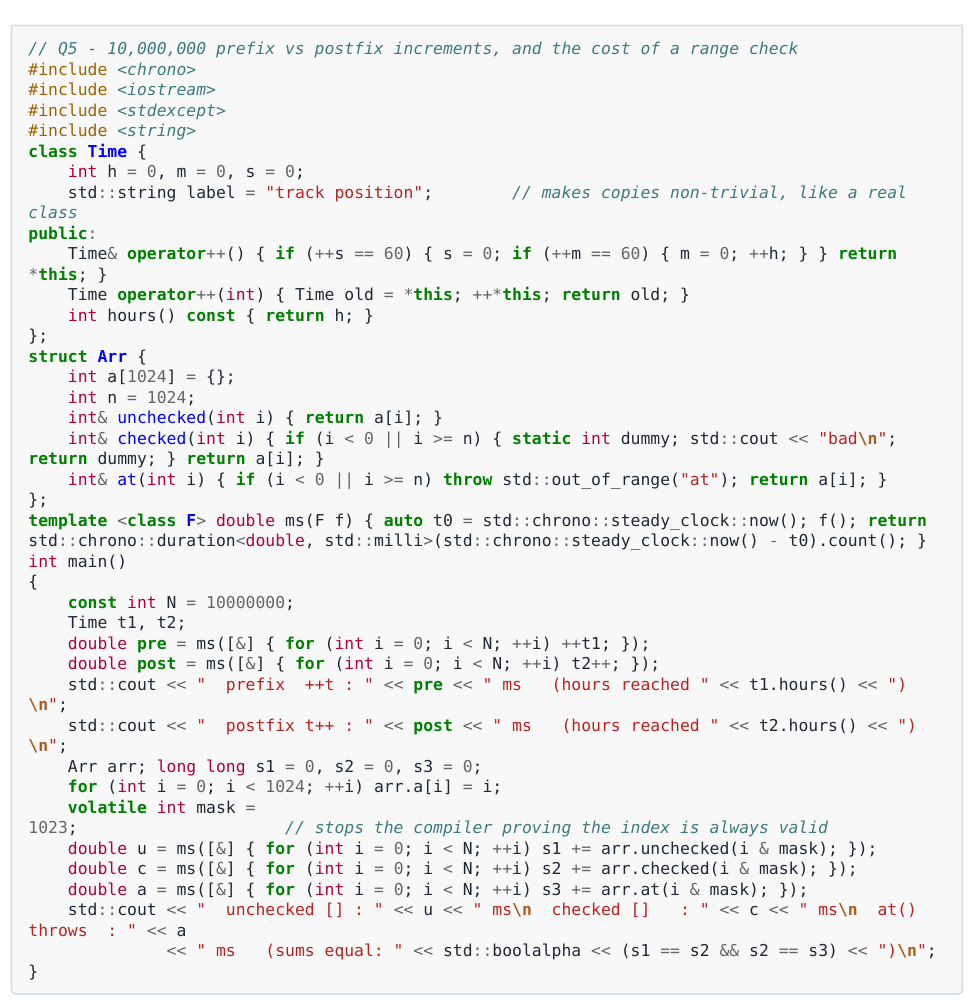 // Q5 - 10,000,000 prefix vs postfix increments, and the cost of a range check
#include <chrono>
#include <iostream>
#include <stdexcept>
#include <string>
class Time {
    int h = 0, m = 0, s = 0;
    std::string label = "track position";        // makes copies non-trivial, like a real
class
public:
    Time& operator++() { if (++s == 60) { s = 0; if (++m == 60) { m = 0; ++h; } } return
*this; }
    Time operator++(int) { Time old = *this; ++*this; return old; }
    int hours() const { return h; }
};
struct Arr {
    int a[1024] = {};
    int n = 1024;
    int& unchecked(int i) { return a[i]; }
    int& checked(int i) { if (i < 0 || i >= n) { static int dummy; std::cout << "bad\n";
return dummy; } return a[i]; }
    int& at(int i) { if (i < 0 || i >= n) throw std::out_of_range("at"); return a[i]; }
};
template <class F> double ms(F f) { auto t0 = std::chrono::steady_clock::now(); f(); return
std::chrono::duration<double, std::milli>(std::chrono::steady_clock::now() - t0).count(); }
int main()
{
    const int N = 10000000;
    Time t1, t2;
    double pre = ms([&] { for (int i = 0; i < N; ++i) ++t1; });
    double post = ms([&] { for (int i = 0; i < N; ++i) t2++; });
    std::cout << "  prefix  ++t : " << pre << " ms   (hours reached " << t1.hours() << ")
\n";
    std::cout << "  postfix t++ : " << post << " ms   (hours reached " << t2.hours() << ")
\n";
    Arr arr; long long s1 = 0, s2 = 0, s3 = 0;
    for (int i = 0; i < 1024; ++i) arr.a[i] = i;
    volatile int mask =
1023;                     // stops the compiler proving the index is always valid
    double u = ms([&] { for (int i = 0; i < N; ++i) s1 += arr.unchecked(i & mask); });
    double c = ms([&] { for (int i = 0; i < N; ++i) s2 += arr.checked(i & mask); });
    double a = ms([&] { for (int i = 0; i < N; ++i) s3 += arr.at(i & mask); });
    std::cout << "  unchecked [] : " << u << " ms\n  checked []   : " << c << " ms\n  at()
throws  : " << a
              << " ms   (sums equal: " << std::boolalpha << (s1 == s2 && s2 == s3) << ")\n";
}